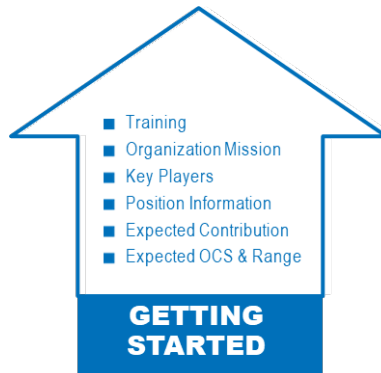 Training
Organization Mission
Key Players
Position Information
Expected Contribution
Expected OCS & Range
GETTING
STARTED